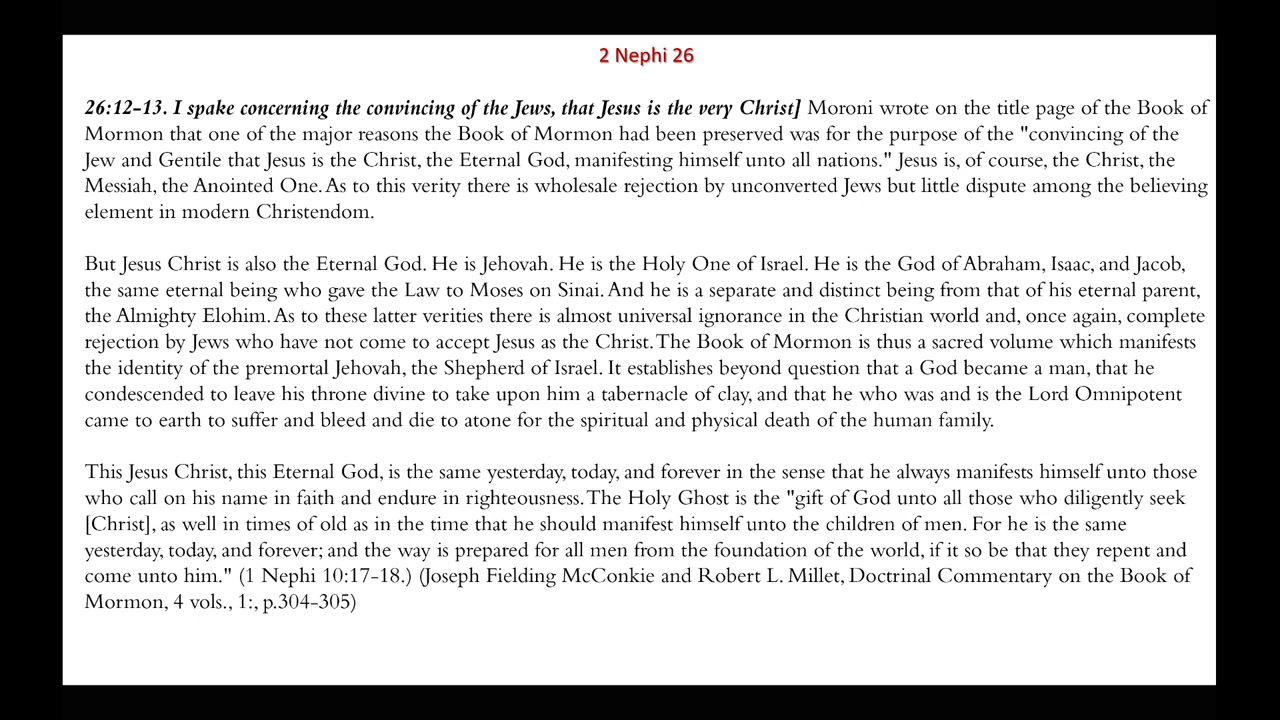 2 Nephi 26
26:12-13. I spake concerning the convincing of the Jews, that Jesus is the very Christ] Moroni wrote on the title page of the Book of
Mormon that one of the major reasons the Book of Mormon had been preserved was for the purpose of the "convincing of the
Jew and Gentile that Jesus is the Christ, the Eternal God, manifesting himself unto all nations." Jesus is, of course, the Christ, the
Messiah, the Anointed One. As to this verity there is wholesale rejection by unconverted Jews but little dispute among the believing
element in modern Christendom.
But Jesus Christ is also the Eternal God. He is Jehovah. He is the Holy One of Israel. He is the God of Abraham, Isaac, and Jacob,
the same eternal being who gave the Law to Moses on Sinai. And he is a separate and distinct being from that of his eternal parent,
the Almighty Elohim. As to these latter verities there is almost universal ignorance in the Christian world and, once again, complete
rejection by Jews who have not come to accept Jesus as the Christ. The Book of Mormon is thus a sacred volume which manifests
the identity of the premortal Jehovah, the Shepherd of Israel. It establishes beyond question that a God became a man, that he
condescended to leave his throne divine to take upon him a tabernacle of clay, and that he who was and is the Lord Omnipotent
came to earth to suffer and bleed and die to atone for the spiritual and physical death of the human family.
This Jesus Christ, this Eternal God, is the same yesterday, today, and forever in the sense that he always manifests himself unto those
who call on his name in faith and endure in righteousness. The Holy Ghost is the "gift of God unto all those who diligently seek
[Christ], as well in times of old as in the time that he should manifest himself unto the children of men. For he is the same
yesterday, today, and forever; and the way is prepared for all men from the foundation of the world, if it so be that they repent and
come unto him." (1 Nephi 10:17-18.) (Joseph Fielding McConkie and Robert L. Millet, Doctrinal Commentary on the Book of
Mormon, 4 vols., 1:, p.304-305)